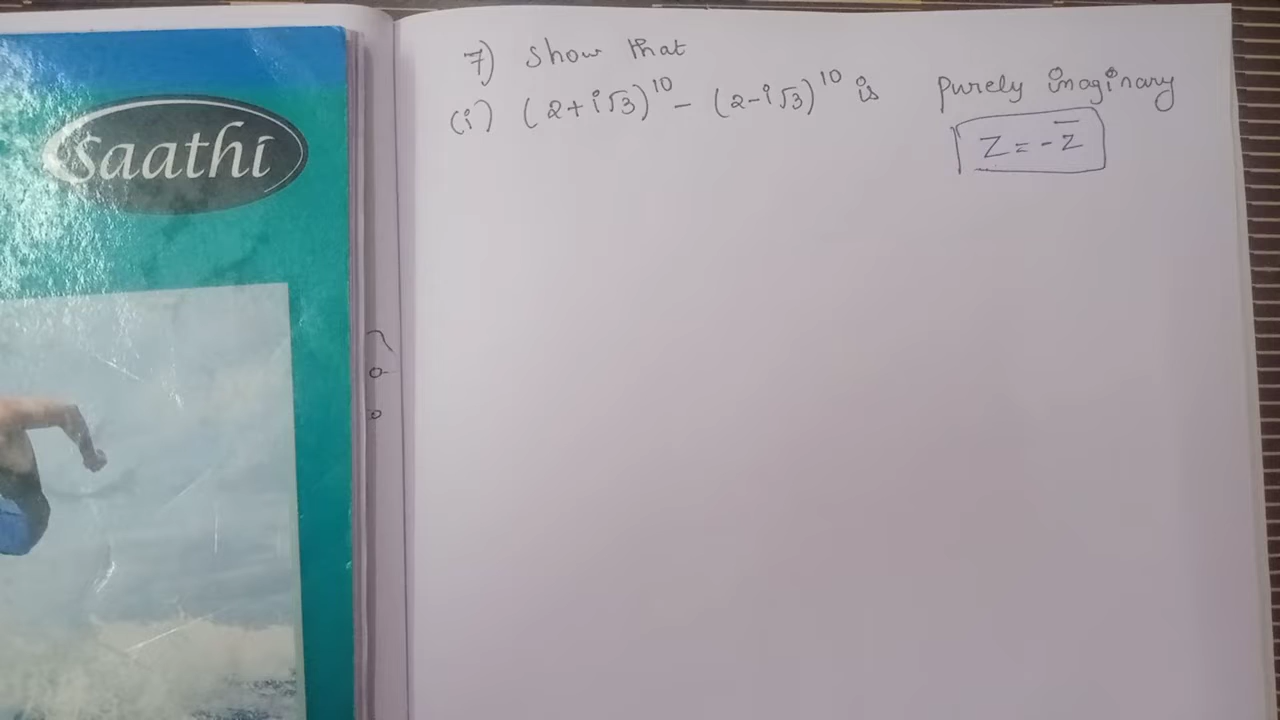 Saathi
7) Show that
(i) (2+i√3)^10 - (2-i√3)^10 is purely imaginary
Z = -z̅